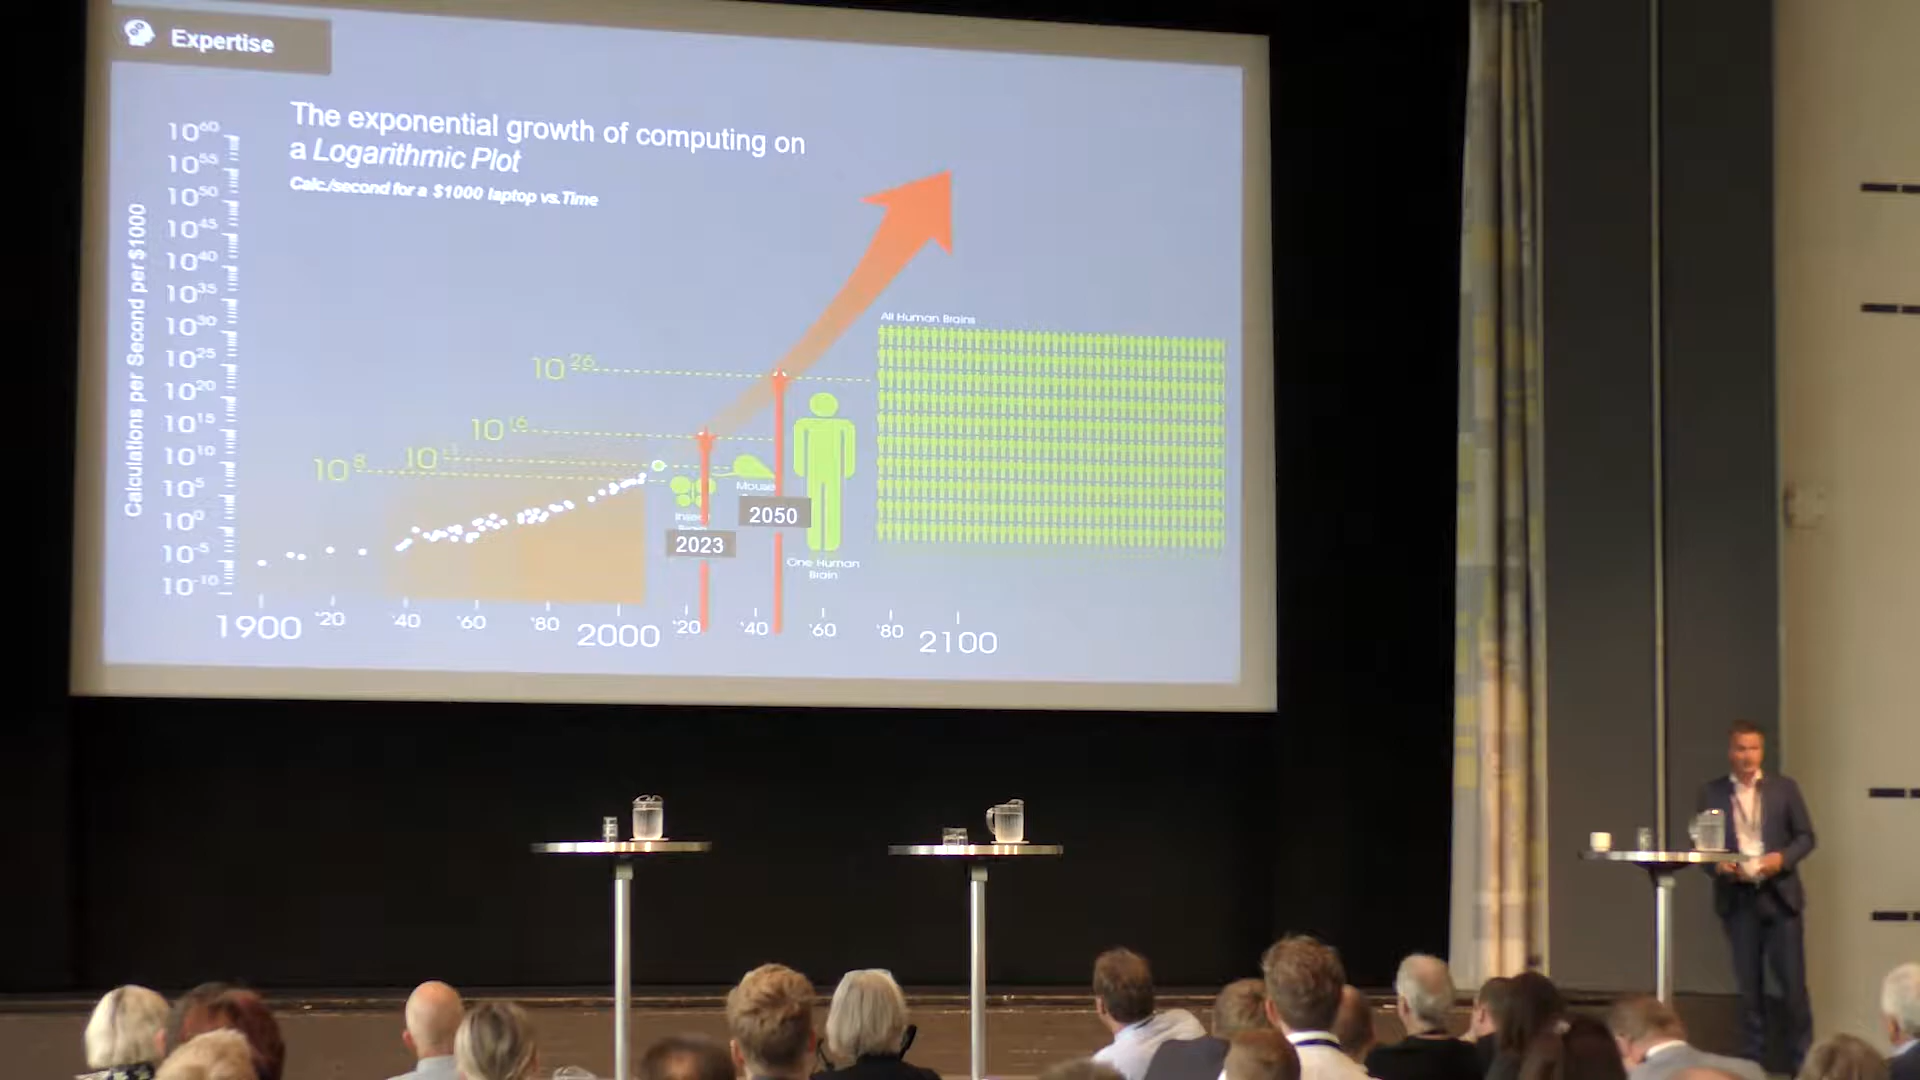 Expertise
The exponential growth of computing on
a Logarithmic Plot
Calc./second for a $1000 laptop vs.Time
Calculations per Second per $1000
10⁶⁰
10⁵⁵
10⁵⁰
10⁴⁵
10⁴⁰
10³⁵
10³⁰
10²⁵
10²⁰
10¹⁵
10¹⁰
10⁵
10⁰
10⁻⁵
10⁻¹⁰
10²⁶
10¹⁶
10¹¹
10⁸
All Human Brains
Mouse
2050
2023
One Human
Brain
1900 '20 '40 '60 '80 2000 '20 '40 '60 '80 2100